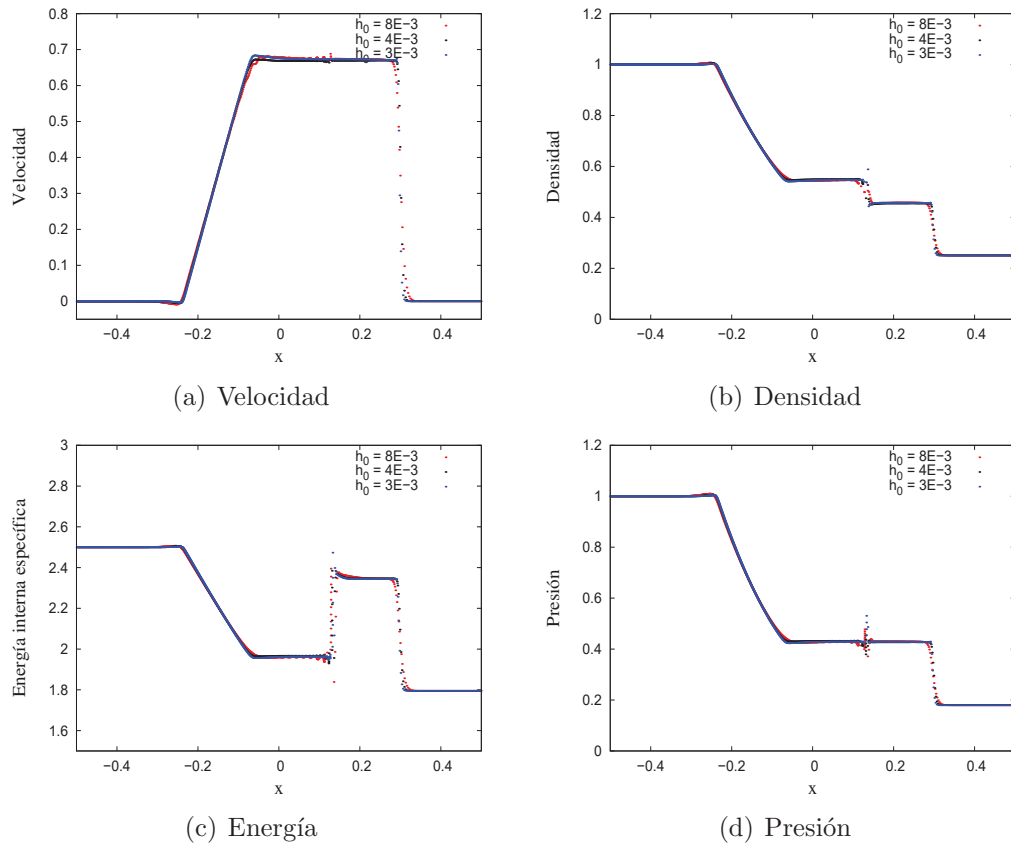 h0 = 8E−3
h0 = 4E−3
h0 = 3E−3
Velocidad
0.8
0.7
0.6
0.5
0.4
0.3
0.2
0.1
0
−0.4
−0.2
0
0.2
0.4
x
(a) Velocidad
h0 = 8E−3
h0 = 4E−3
h0 = 3E−3
Densidad
1.2
1
0.8
0.6
0.4
0.2
0
−0.4
−0.2
0
0.2
0.4
x
(b) Densidad
h0 = 8E−3
h0 = 4E−3
h0 = 3E−3
Energía interna específica
3
2.8
2.6
2.4
2.2
2
1.8
1.6
−0.4
−0.2
0
0.2
0.4
x
(c) Energía
h0 = 8E−3
h0 = 4E−3
h0 = 3E−3
Presión
1.2
1
0.8
0.6
0.4
0.2
0
−0.4
−0.2
0
0.2
0.4
x
(d) Presión